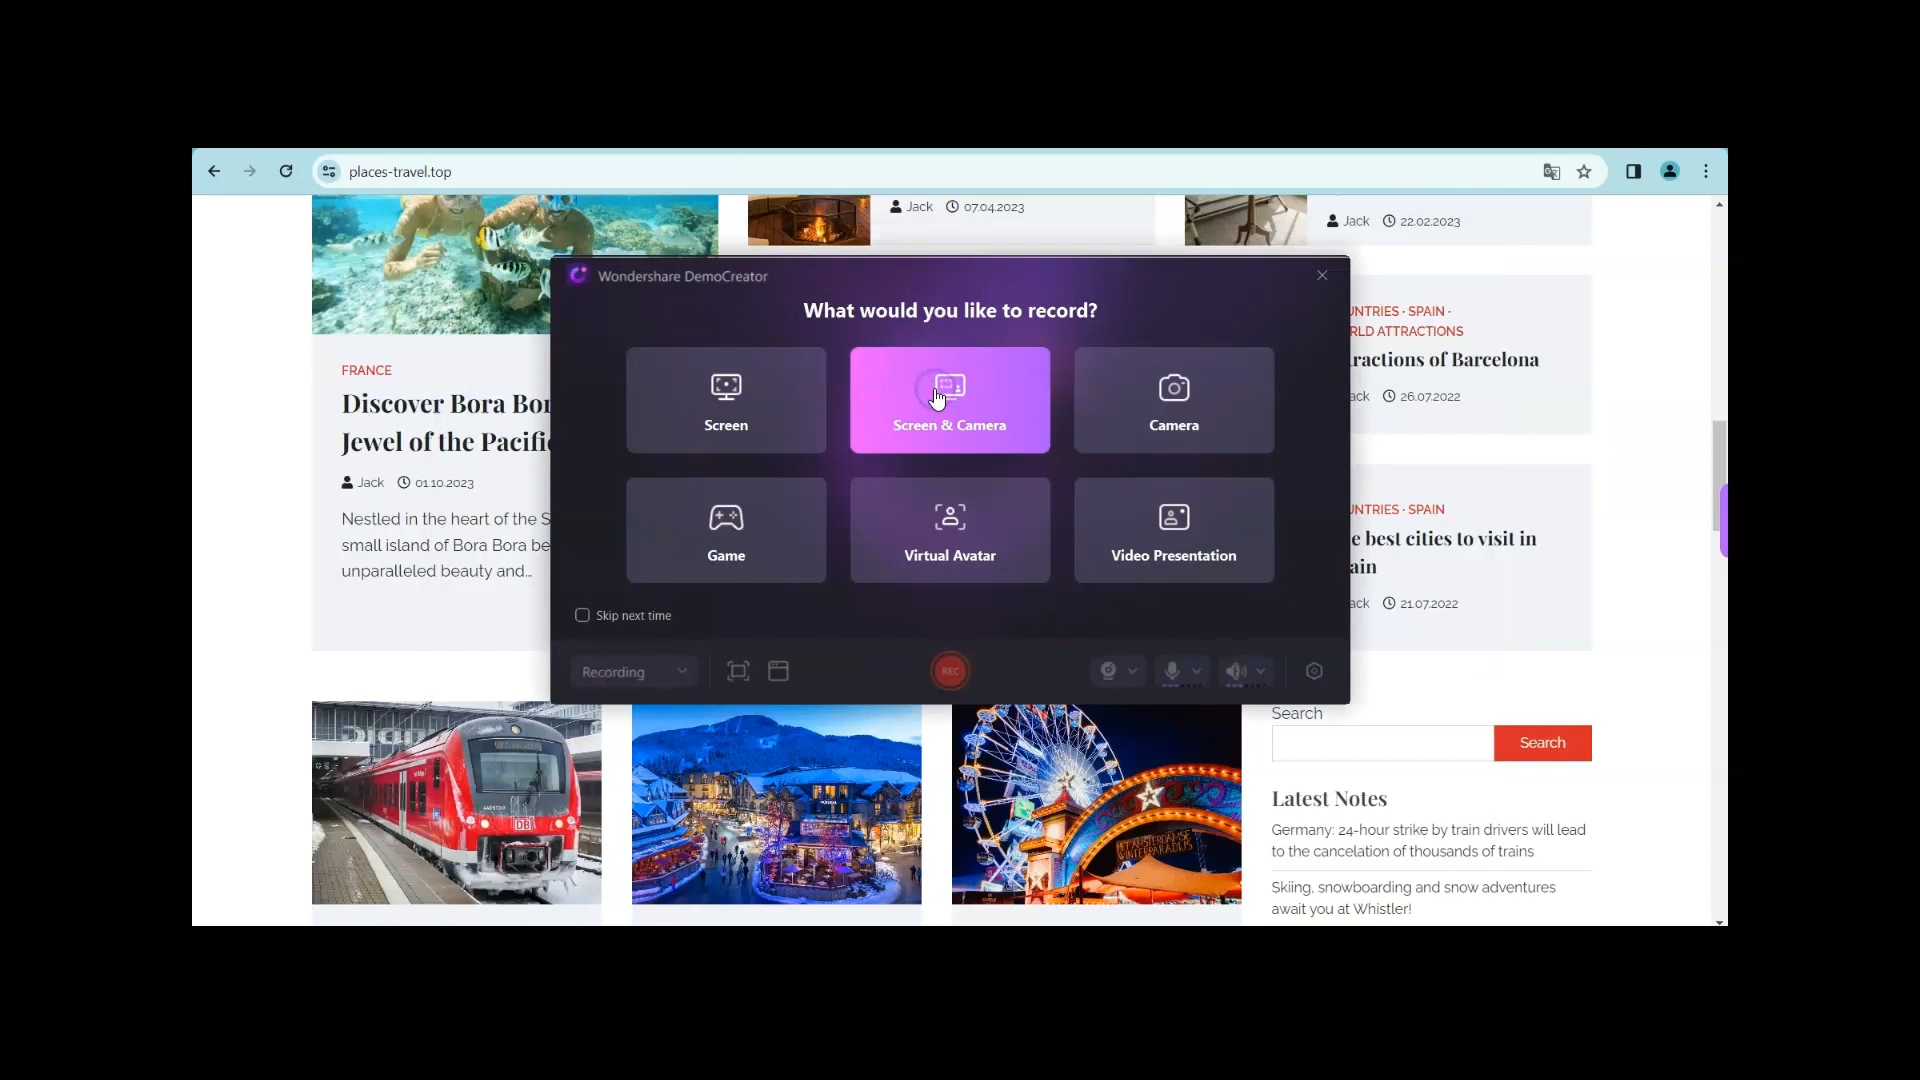 places-travel.top
Jack 07.04.2023
Jack 22.02.2023
Wondershare DemoCreator
What would you like to record?
Screen
Screen & Camera
Camera
Game
Virtual Avatar
Video Presentation
Skip next time
Recording
REC
FRANCE
Discover Bora Bor
Jewel of the Pacific
Jack 01.10.2023
Nestled in the heart of the S
small island of Bora Bora be
unparalleled beauty and...
UNTRIES · SPAIN ·
RLD ATTRACTIONS
ractions of Barcelona
ack 26.07.2022
UNTRIES · SPAIN
e best cities to visit in
ain
ack 21.07.2022
DB
Search
Search
Latest Notes
Germany: 24-hour strike by train drivers will lead
to the cancelation of thousands of trains
Skiing, snowboarding and snow adventures
await you at Whistler!